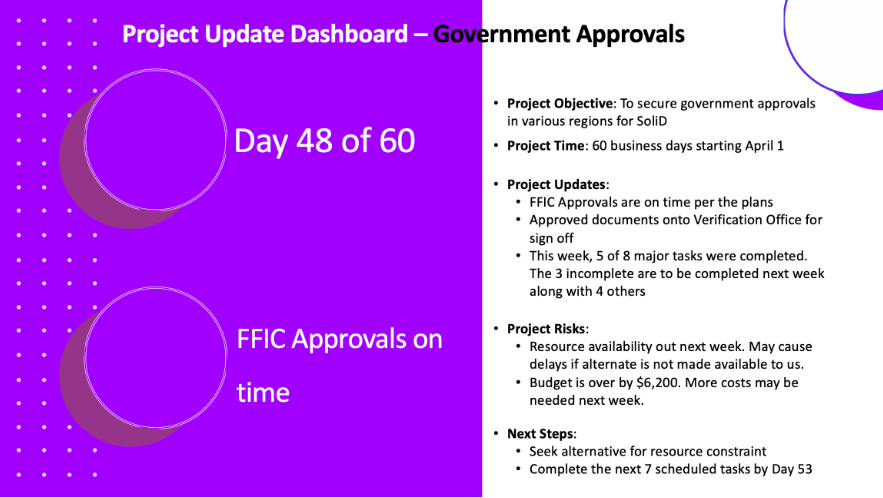 Project Update Dashboard – Government Approvals
Day 48 of 60
FFIC Approvals on
time
• Project Objective: To secure government approvals
in various regions for SoliD
• Project Time: 60 business days starting April 1
• Project Updates:
• FFIC Approvals are on time per the plans
• Approved documents onto Verification Office for
sign off
• This week, 5 of 8 major tasks were completed.
The 3 incomplete are to be completed next week
along with 4 others
• Project Risks:
• Resource availability out next week. May cause
delays if alternate is not made available to us.
• Budget is over by $6,200. More costs may be
needed next week.
• Next Steps:
• Seek alternative for resource constraint
• Complete the next 7 scheduled tasks by Day 53